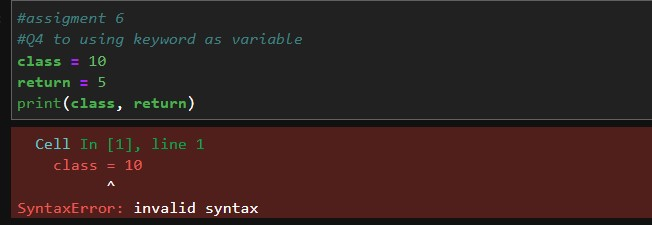 #assigment 6
#Q4 to using keyword as variable
class = 10
return = 5
print(class, return)
Cell In [1], line 1
class = 10
^
SyntaxError: invalid syntax